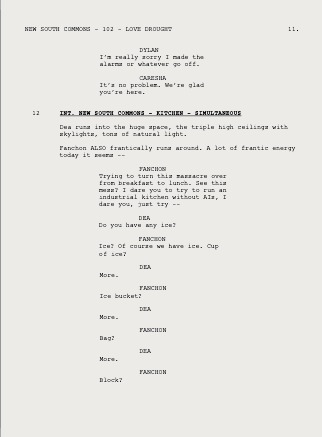 NEW SOUTH COMMONS - 102 - LOVE DROUGHT 11.
DYLAN
I'm really sorry I made the
alarms or whatever go off.
CARESHA
It's no problem. We're glad
you're here.
12 INT. NEW SOUTH COMMONS - KITCHEN - SIMULTANEOUS
Dea runs into the huge space, the triple high ceilings with
skylights, tons of natural light.
Fanchon ALSO frantically runs around. A lot of frantic energy
today it seems --
FANCHON
Trying to turn this massacre over
from breakfast to lunch. See this
mess? I dare you to try to run an
industrial kitchen without AIs, I
dare you, just try --
DEA
Do you have any ice?
FANCHON
Ice? Of course we have ice. Cup
of ice?
DEA
More.
FANCHON
Ice bucket?
DEA
More.
FANCHON
Bag?
DEA
More.
FANCHON
Block?